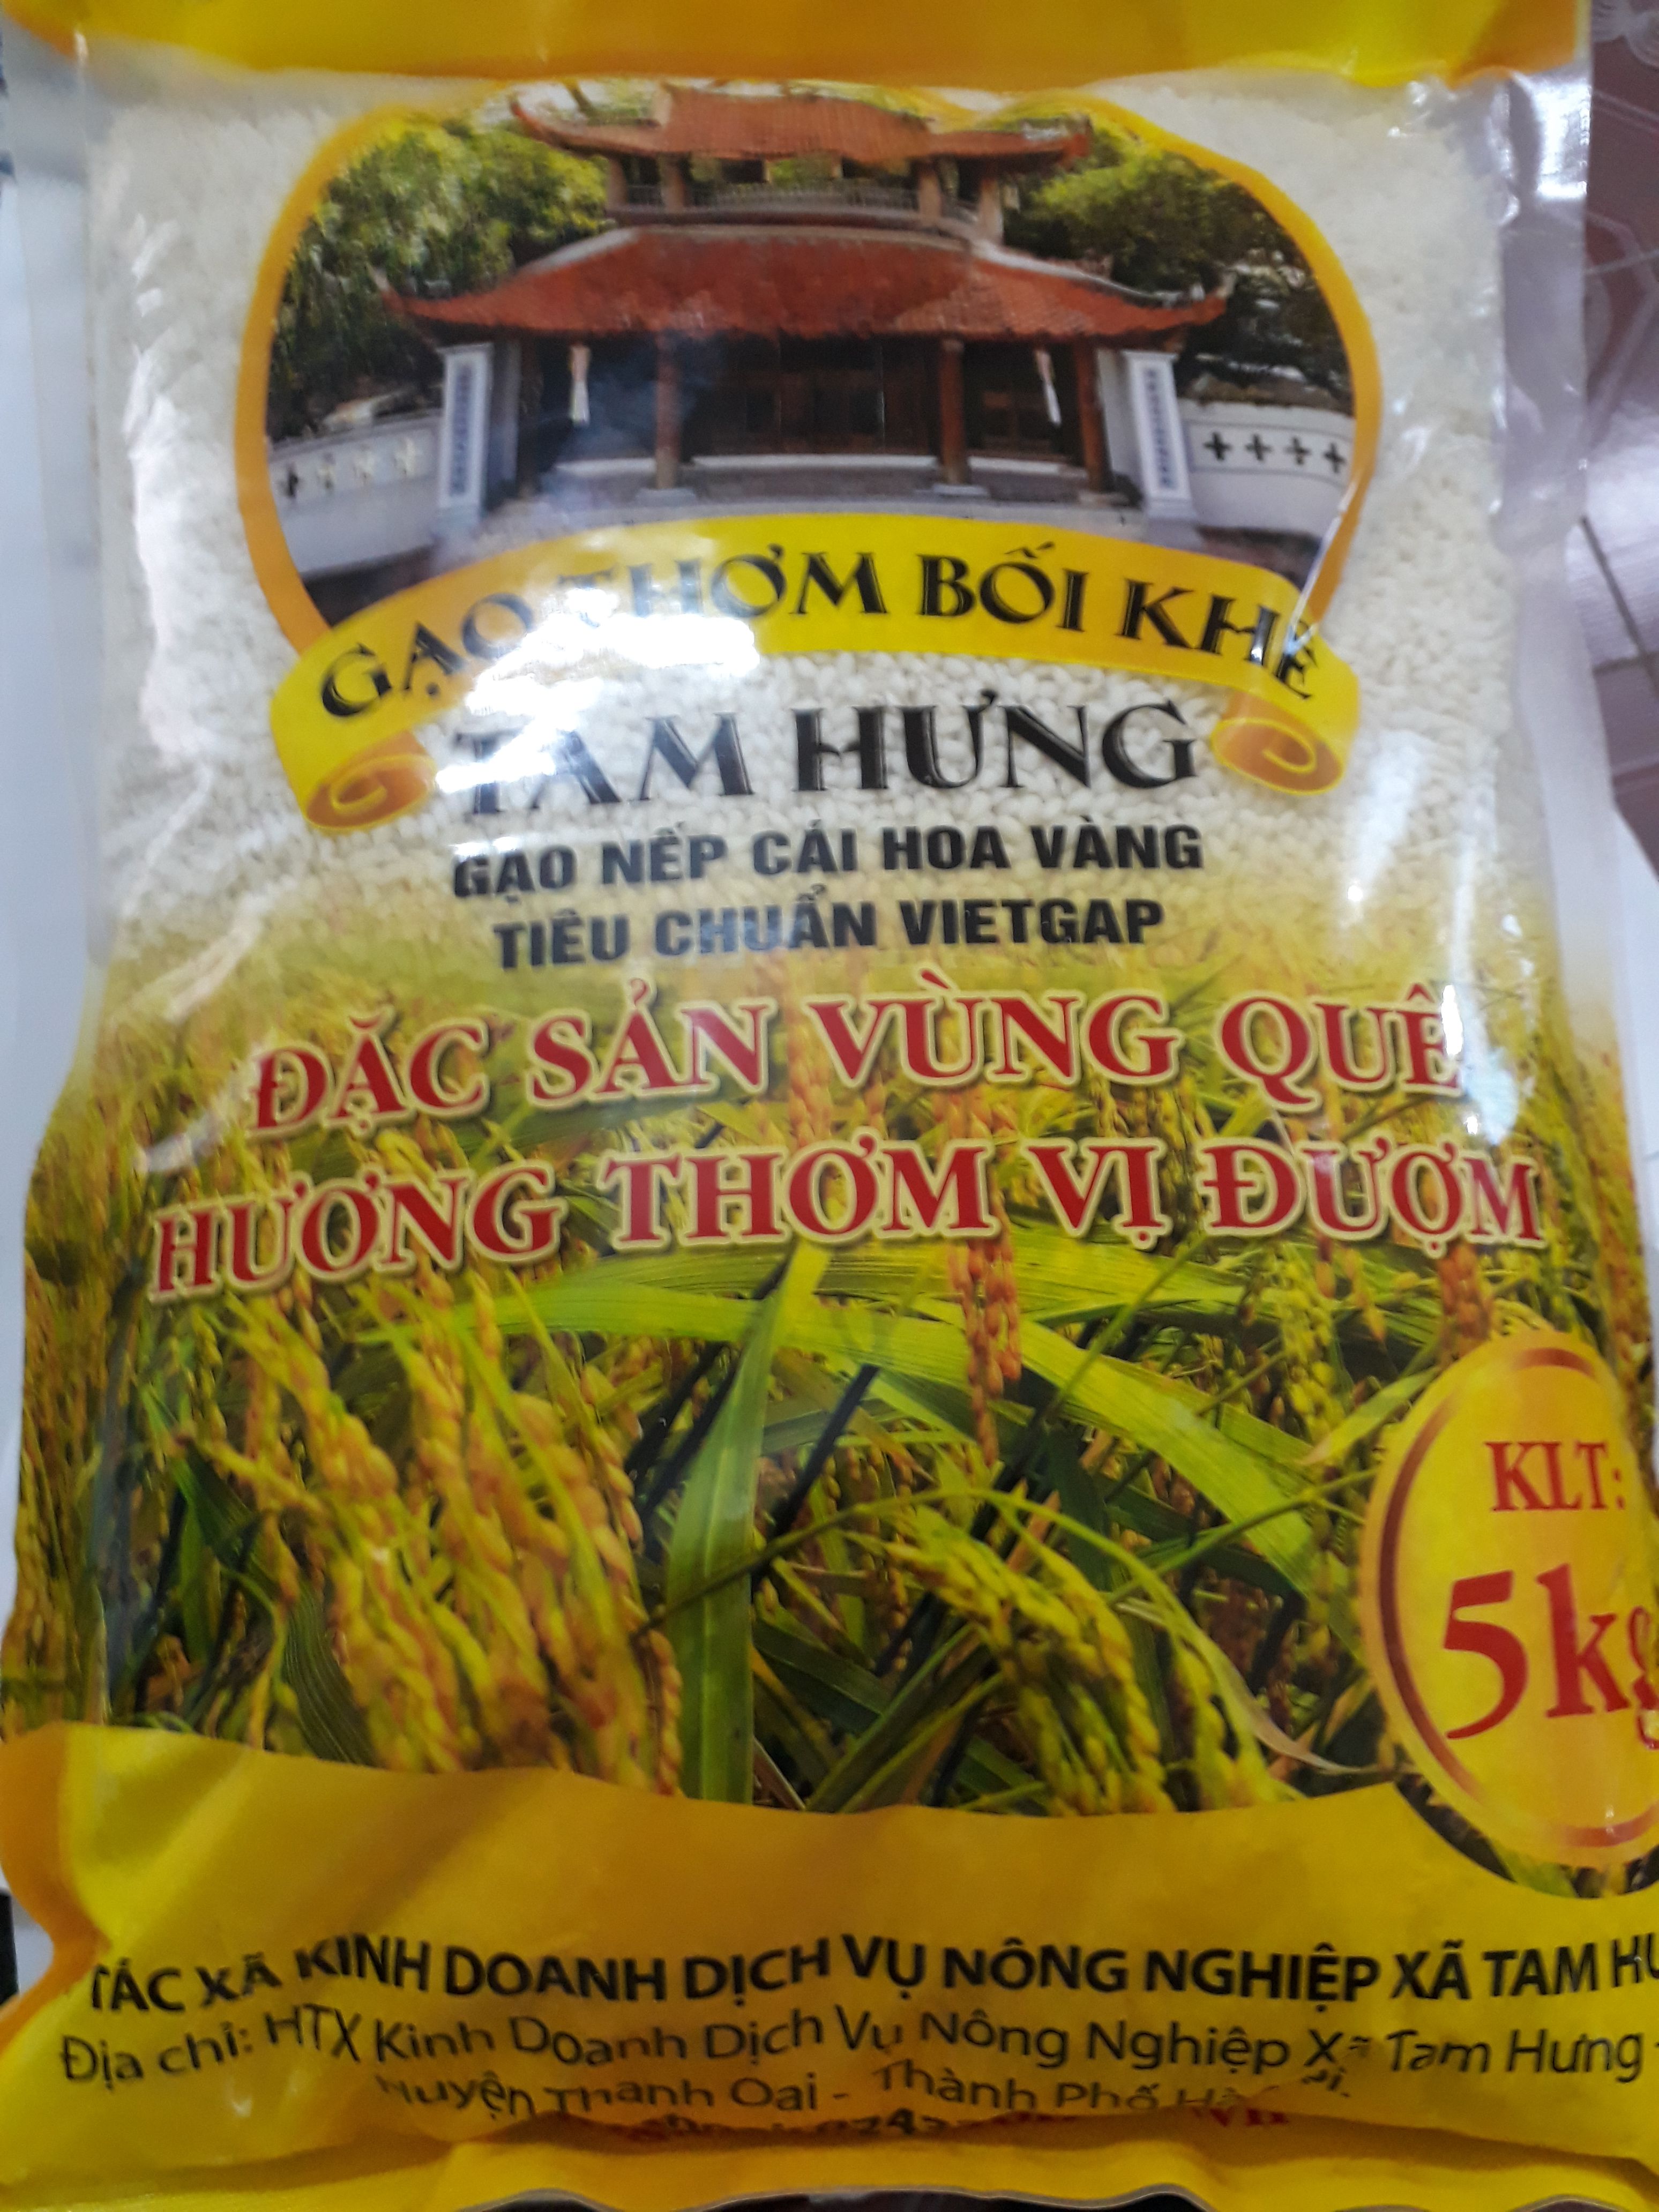 GẠO THƠM BỐI KHÊ
TAM HƯNG
GẠO NẾP CÁI HOA VÀNG
TIÊU CHUẨN VIETGAP
ĐẶC SẢN VÙNG QUÊ
HƯƠNG THƠM VỊ ĐƯỢM
KLT:
5kg
TÁC XÃ KINH DOANH DỊCH VỤ NÔNG NGHIỆP XÃ TAM HƯ
Địa chỉ: HTX Kinh Doanh Dịch Vụ Nông Nghiệp Xã Tam Hưng -
Huyện Thanh Oai - Thành Phố Hà